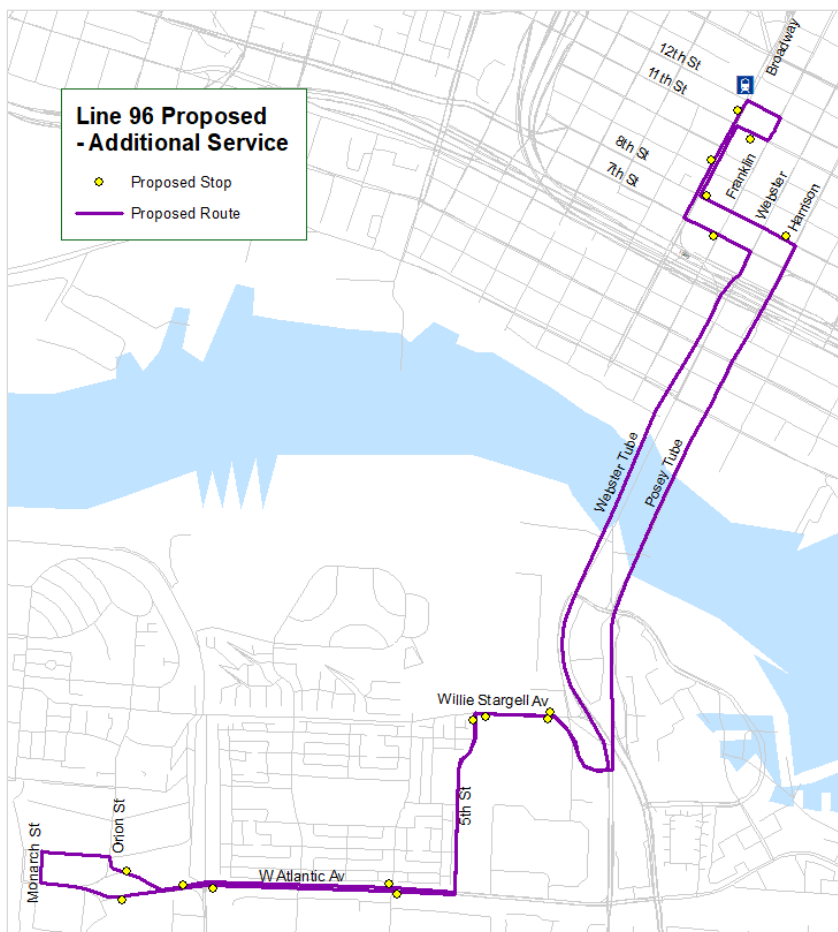 Broadway
12th St
11th St
Line 96 Proposed
- Additional Service
Proposed Stop
Proposed Route
8th St
7th St
Franklin
Webster
Harrison
Webster Tube
Posey Tube
Willie Stargell Av
5th St
Orion St
Monarch St
W Atlantic Av